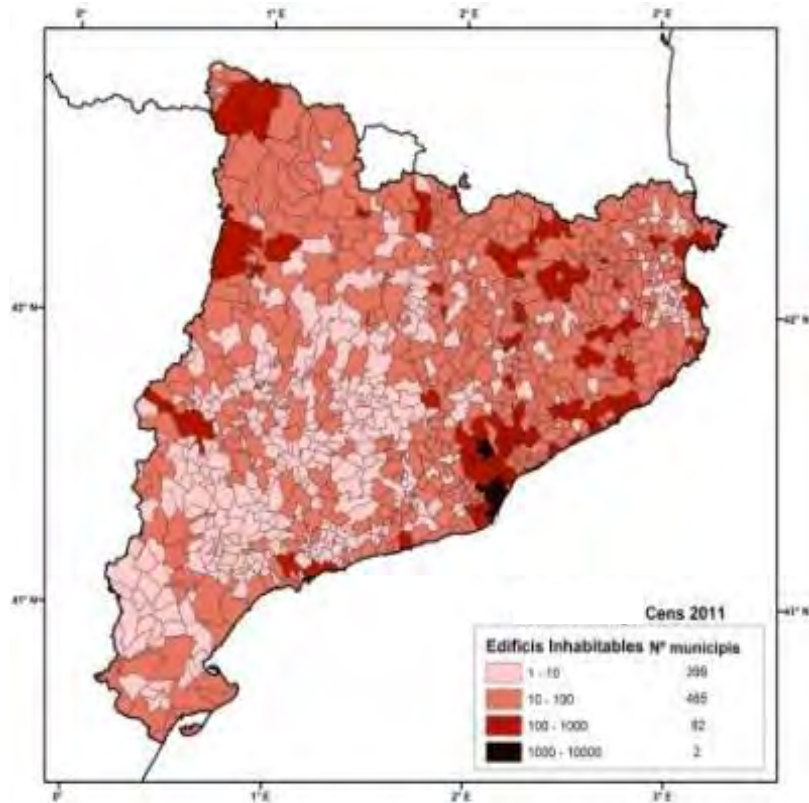 0° 1° E 2° E 3° E
42° N 42° N
41° N 41° N
Cens 2011
Edificis Inhabitables Nº municipis
1 - 10
10 - 100 465
100 - 1000 82
1000 - 10000 2
0° 1° E 2° E 3° E